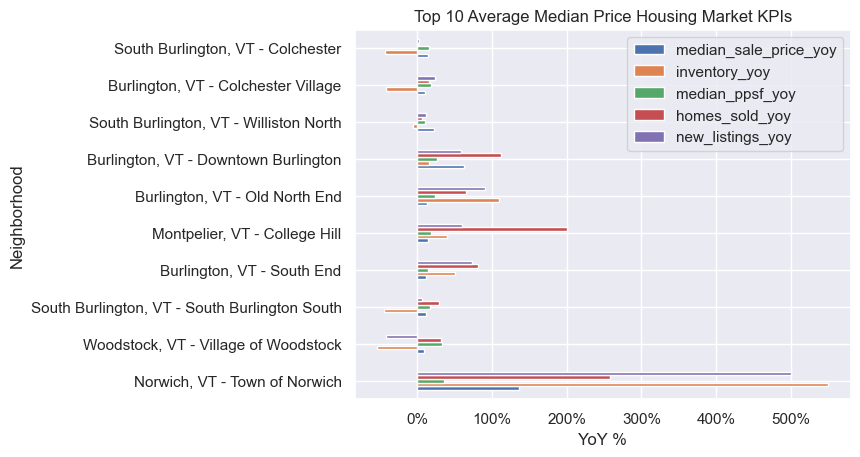 Top 10 Average Median Price Housing Market KPIs
median_sale_price_yoy
inventory_yoy
median_ppsf_yoy
homes_sold_yoy
new_listings_yoy
Neighborhood
South Burlington, VT - Colchester
Burlington, VT - Colchester Village
South Burlington, VT - Williston North
Burlington, VT - Downtown Burlington
Burlington, VT - Old North End
Montpelier, VT - College Hill
Burlington, VT - South End
South Burlington, VT - South Burlington South
Woodstock, VT - Village of Woodstock
Norwich, VT - Town of Norwich
0% 100% 200% 300% 400% 500%
YoY %